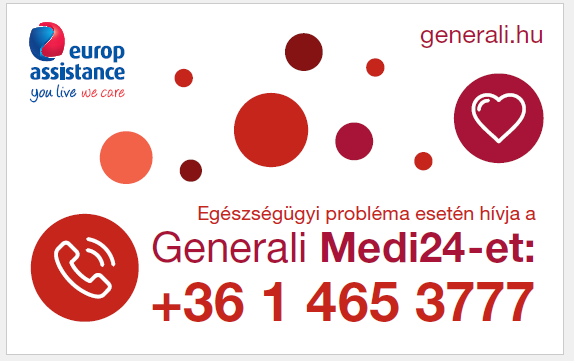 europ
assistance
you live we care
generali.hu
Egészségügyi probléma esetén hívja a
Generali Medi24-et:
+36 1 465 3777